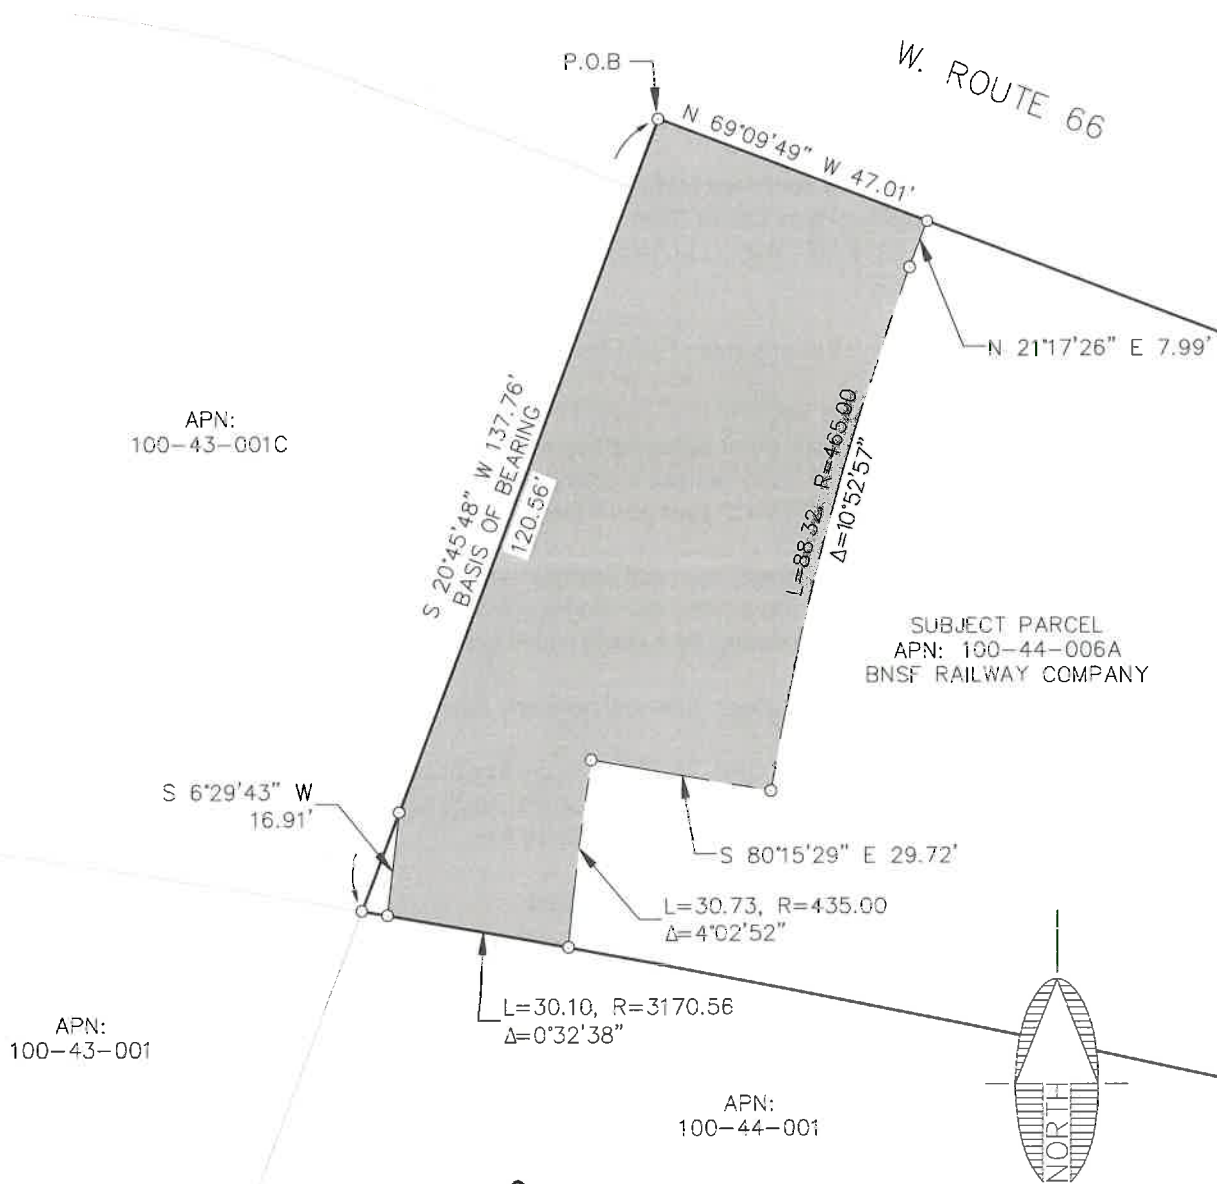 P.O.B
W. ROUTE 66
N 69°09'49" W 47.01'
N 21°17'26" E 7.99'
APN:
100-43-001C
S 20°45'48" W 137.76'
BASIS OF BEARING
120.56'
L=88.32, R=465.00
Δ=10°52'57"
SUBJECT PARCEL
APN: 100-44-006A
BNSF RAILWAY COMPANY
S 6°29'43" W
16.91'
S 80°15'29" E 29.72'
L=30.73, R=435.00
Δ=4°02'52"
L=30.10, R=3170.56
Δ=0°32'38"
APN:
100-43-001
APN:
100-44-001
NORTH